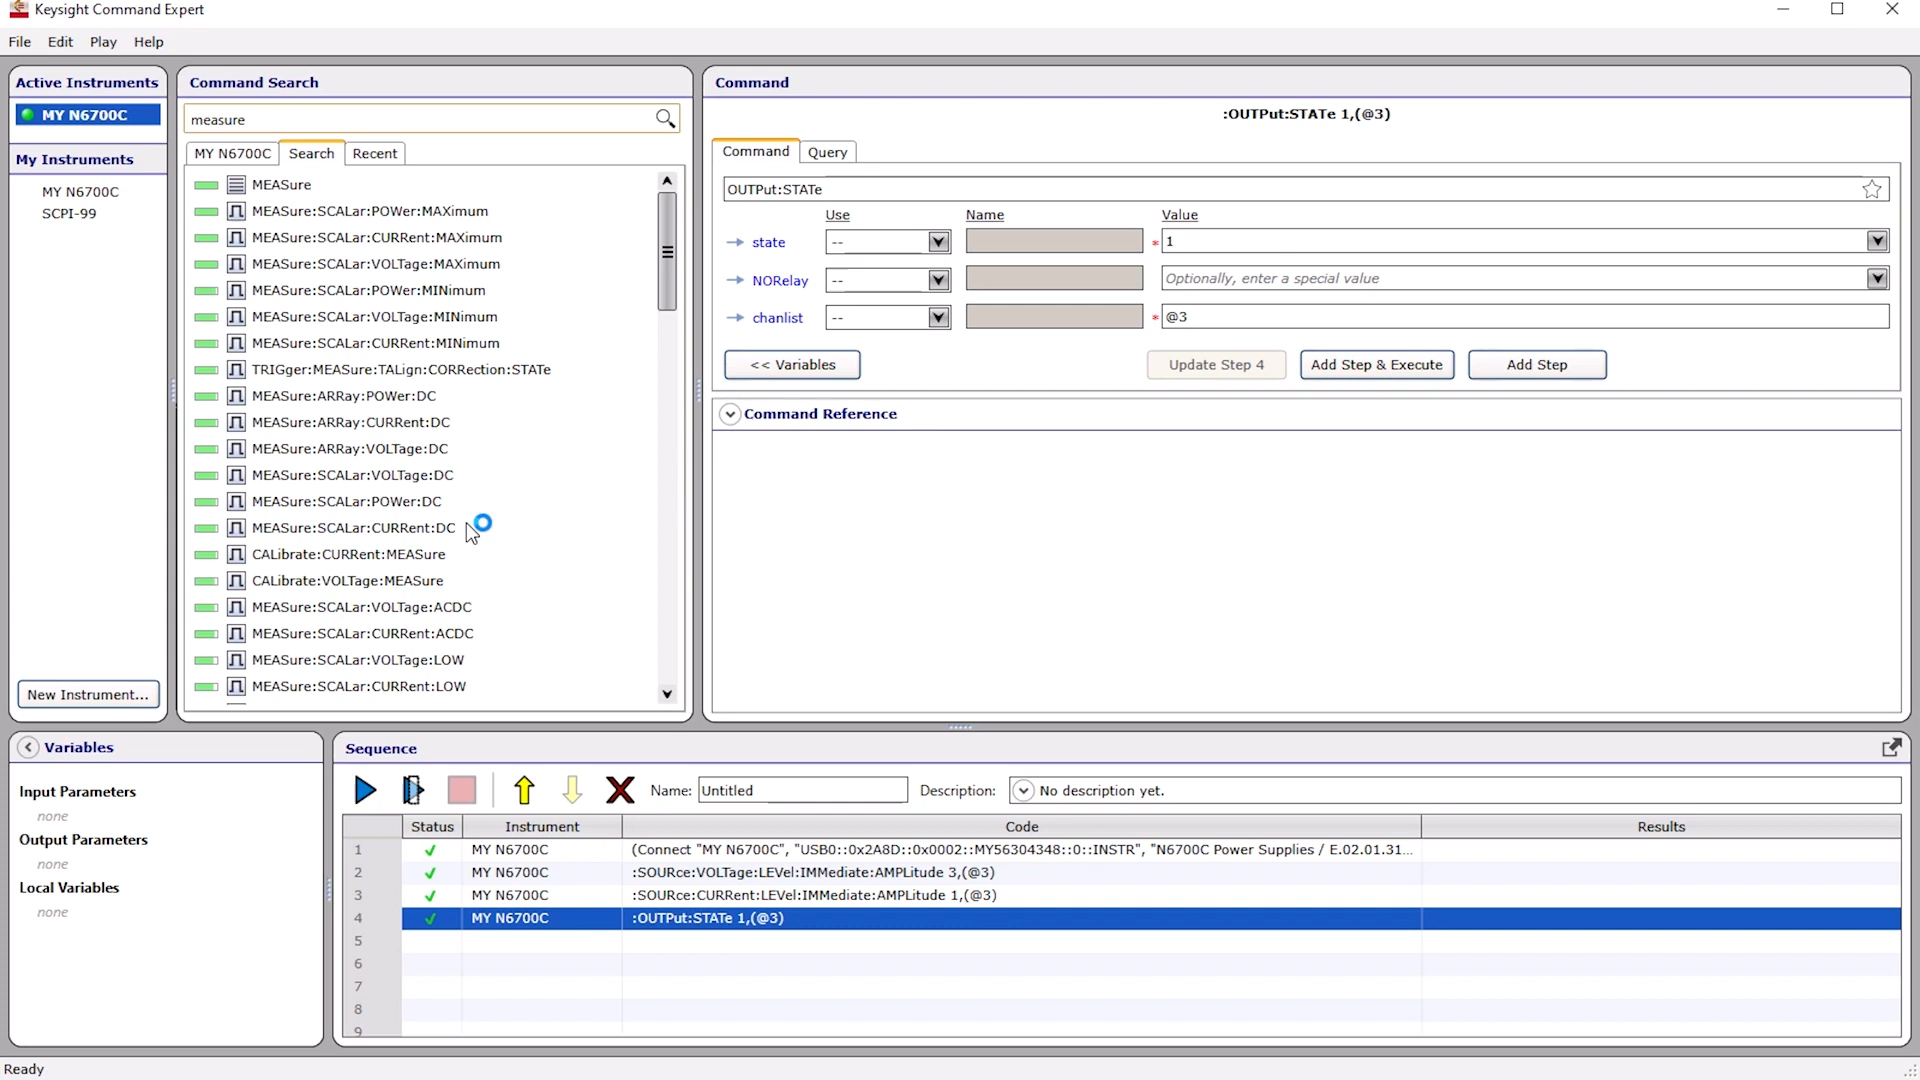 Keysight Command Expert
File Edit Play Help
Active Instruments
MY N6700C
My Instruments
MY N6700C
SCPI-99
New Instrument...
Command Search
measure
MY N6700C Search Recent
MEASure
MEASure:SCALar:POWer:MAXimum
MEASure:SCALar:CURRent:MAXimum
MEASure:SCALar:VOLTage:MAXimum
MEASure:SCALar:POWer:MINimum
MEASure:SCALar:VOLTage:MINimum
MEASure:SCALar:CURRent:MINimum
TRIGger:MEASure:TALign:CORRection:STATe
MEASure:ARRay:POWer:DC
MEASure:ARRay:CURRent:DC
MEASure:ARRay:VOLTage:DC
MEASure:SCALar:VOLTage:DC
MEASure:SCALar:POWer:DC
MEASure:SCALar:CURRent:DC
CALibrate:CURRent:MEASure
CALibrate:VOLTage:MEASure
MEASure:SCALar:VOLTage:ACDC
MEASure:SCALar:CURRent:ACDC
MEASure:SCALar:VOLTage:LOW
MEASure:SCALar:CURRent:LOW
Command
:OUTPut:STATe 1,(@3)
Command Query
OUTPut:STATe
Use Name Value
state -- * 1
NORelay -- Optionally, enter a special value
chanlist -- * @3
<< Variables Update Step 4 Add Step & Execute Add Step
Command Reference
Variables
Input Parameters
none
Output Parameters
none
Local Variables
none
Sequence
Name: Untitled Description: No description yet.
Status Instrument Code Results
1 MY N6700C (Connect "MY N6700C", "USB0::0x2A8D::0x0002::MY56304348::0::INSTR", "N6700C Power Supplies / E.02.01.31...
2 MY N6700C :SOURce:VOLTage:LEVel:IMMediate:AMPLitude 3,(@3)
3 MY N6700C :SOURce:CURRent:LEVel:IMMediate:AMPLitude 1,(@3)
4 MY N6700C :OUTPut:STATe 1,(@3)
5
6
7
8
9
Ready